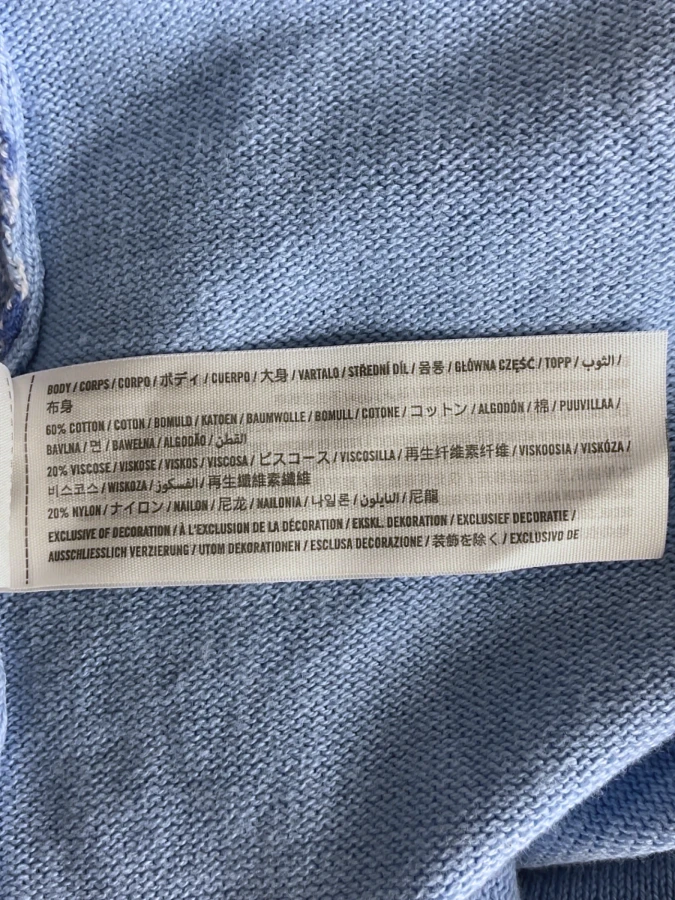 BODY / CORPS / CORPO / ボディ / CUERPO / 大身 / VARTALO / STŘEDNÍ DÍL / 몸통 / GŁÓWNA CZĘŚĆ / TOPP / الثوب /
布身
60% COTTON / COTON / BOMULD / KATOEN / BAUMWOLLE / BOMULL / COTONE / コットン / ALGODÓN / 棉 / PUUVILLAA /
BAVLNA / 면 / BAWEŁNA / ALGODÃO / القطن
20% VISCOSE / VISKOSE / VISKOS / VISCOSA / ビスコース / VISCOSILLA / 再生纤维素纤维 / VISKOOSIA / VISKÓZA /
비스코스 / WISKOZA / الفسكوز / 再生纖維素纖維
20% NYLON / ナイロン / NAILON / 尼龙 / NAILONIA / 나일론 / النايلون / 尼龍
EXCLUSIVE OF DECORATION / À L'EXCLUSION DE LA DÉCORATION / EKSKL. DEKORATION / EXCLUSIEF DECORATIE /
AUSSCHLIESSLICH VERZIERUNG / UTOM DEKORATIONEN / ESCLUSA DECORAZIONE / 装飾を除く / EXCLUSIVO DE